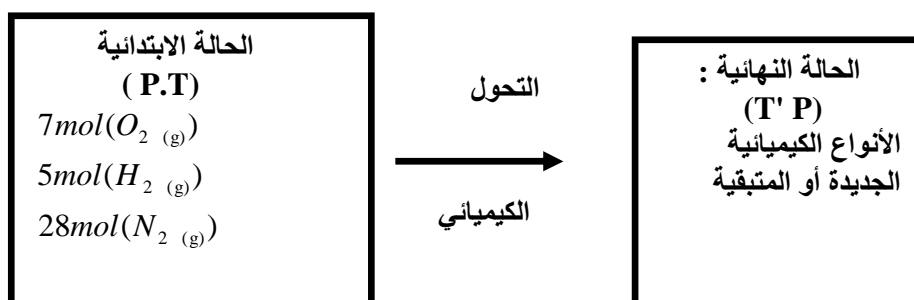 الحالة الابتدائية
( P.T)
7mol(O₂ (g))
5mol(H₂ (g))
28mol(N₂ (g))
التحول
الكيميائي
الحالة النهائية :
(T' P)
الأنواع الكيميائية
الجديدة أو المتبقية